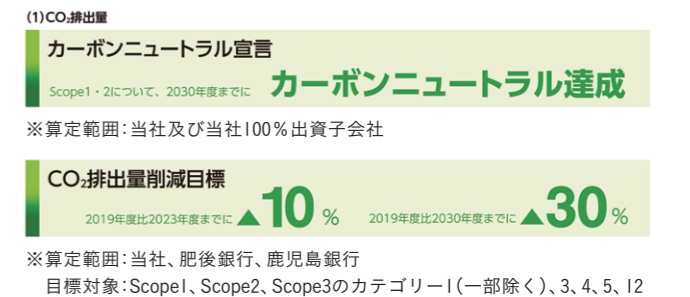 (1)CO₂排出量
カーボンニュートラル宣言
Scope1・2について、2030年度までに カーボンニュートラル達成
※算定範囲：当社及び当社100％出資子会社
CO₂排出量削減目標
2019年度比2023年度までに ▲10％ 2019年度比2030年度までに ▲30％
※算定範囲：当社、肥後銀行、鹿児島銀行
目標対象：Scope1、Scope2、Scope3のカテゴリー1（一部除く）、3、4、5、12